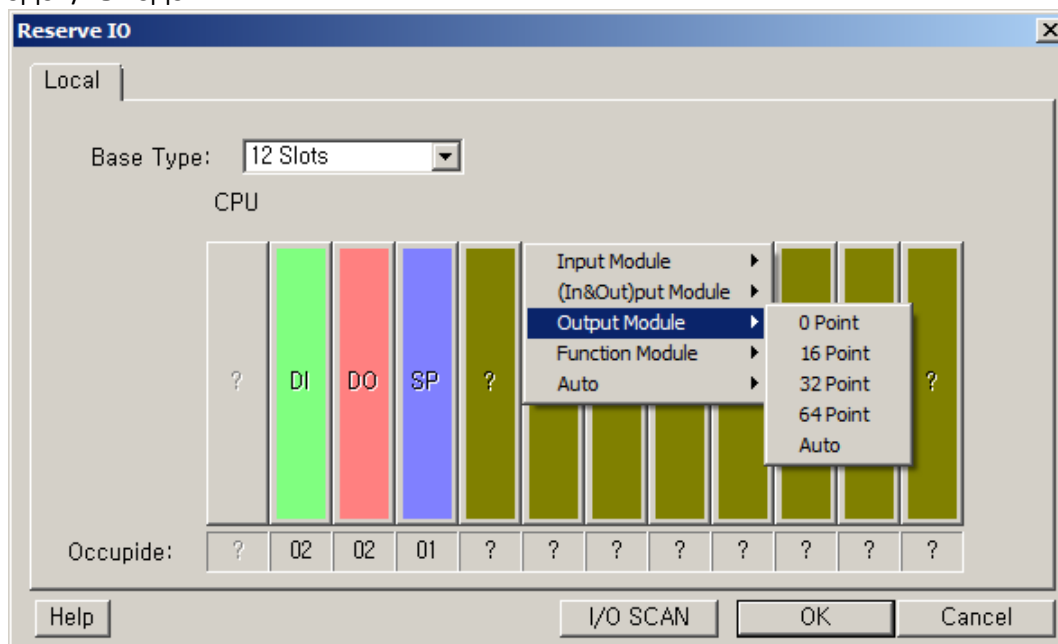 Reserve IO
Local
Base Type: 12 Slots
CPU
Input Module
(In&Out)put Module
Output Module
Function Module
Auto
0 Point
16 Point
32 Point
64 Point
Auto
? DI DO SP ? ?
Occupide: ? 02 02 01 ? ? ? ? ? ? ? ?
Help I/O SCAN OK Cancel